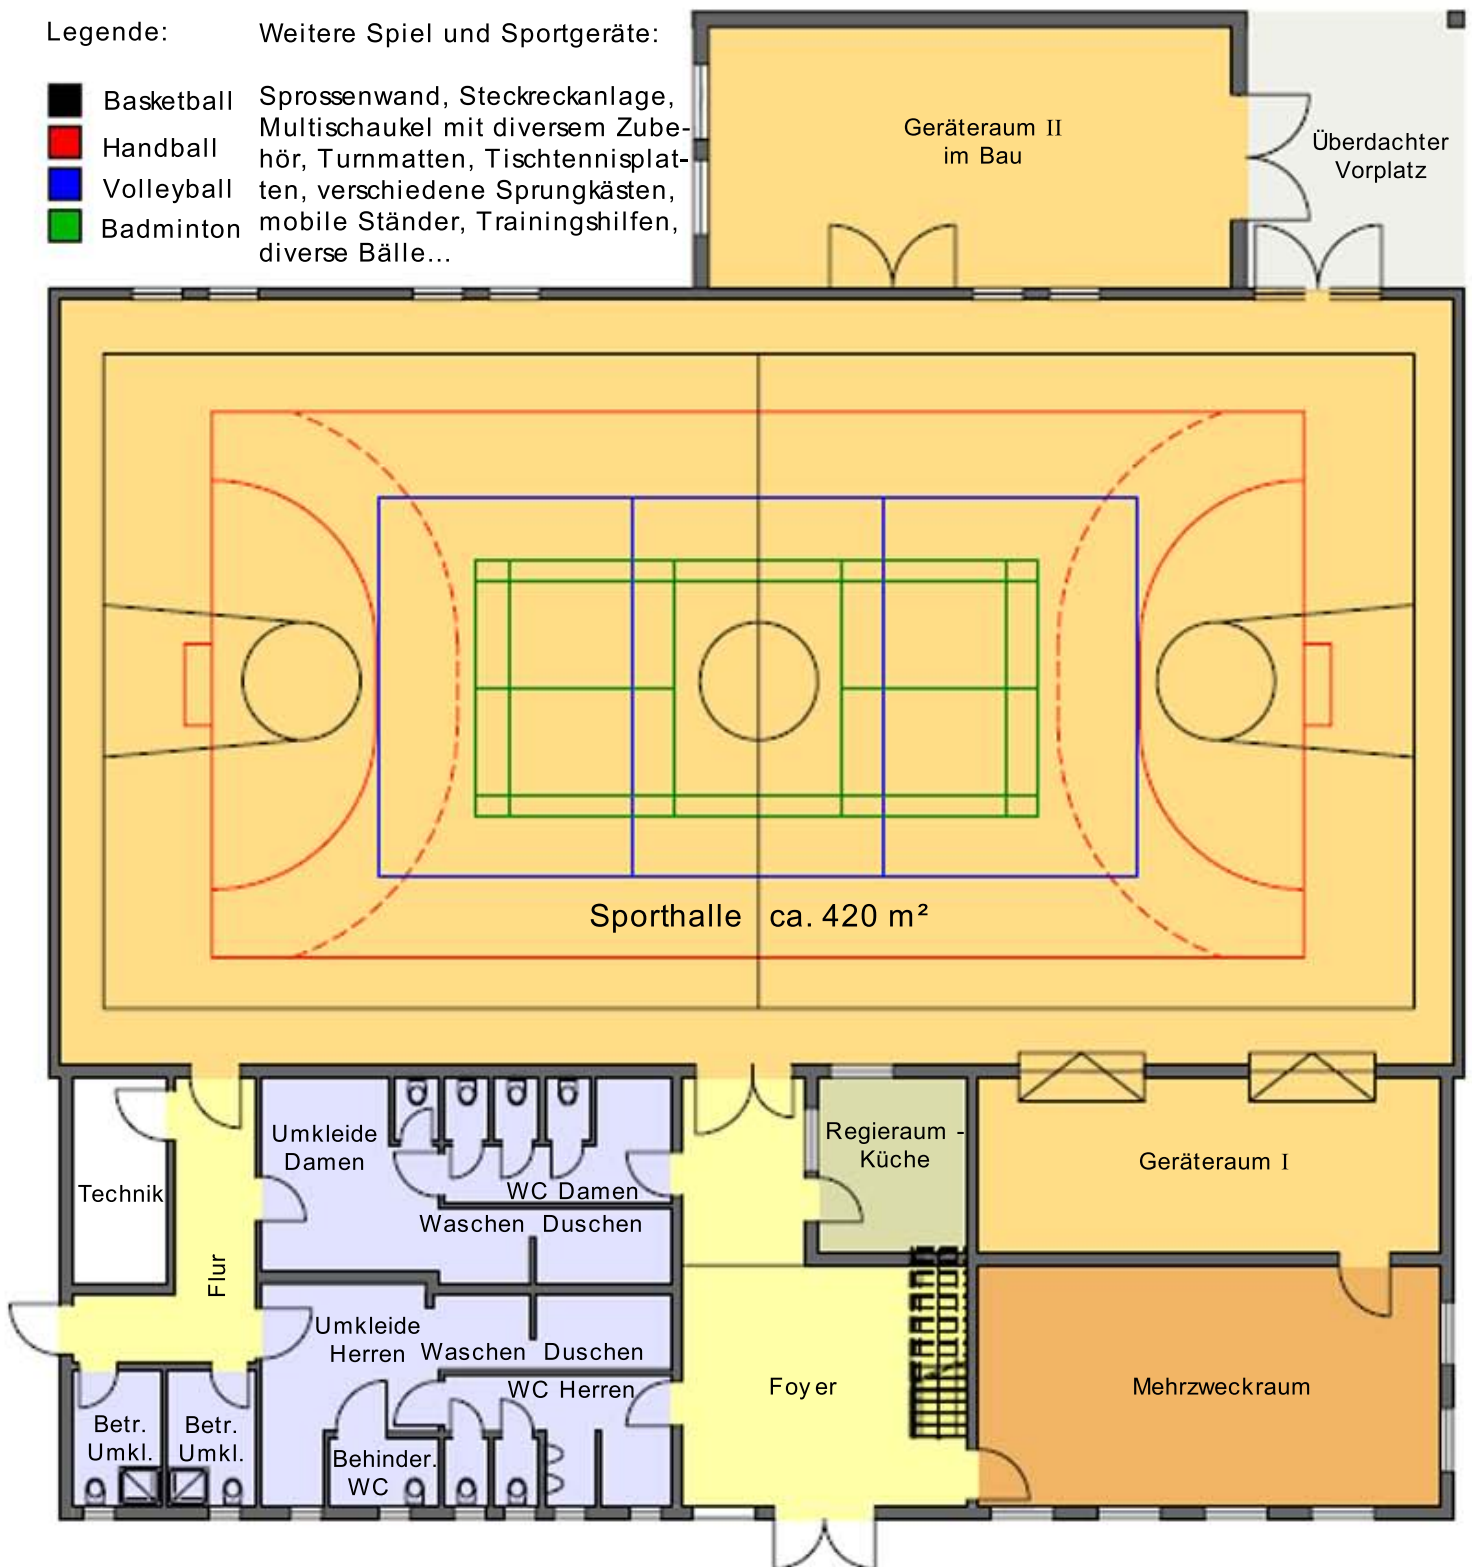 Legende:
Basketball
Handball
Volleyball
Badminton
Weitere Spiel und Sportgeräte:
Sprossenwand, Steckreckanlage,
Multischaukel mit diversem Zube-
hör, Turnmatten, Tischtennisplat-
ten, verschiedene Sprungkästen,
mobile Ständer, Trainingshilfen,
diverse Bälle...
Geräteraum II
im Bau
Überdachter
Vorplatz
Sporthalle ca. 420 m²
Technik
Flur
Umkleide
Damen
WC Damen
Waschen Duschen
Regieraum -
Küche
Geräteraum I
Umkleide
Herren
Waschen Duschen
WC Herren
Foyer
Mehrzweckraum
Betr.
Umkl.
Betr.
Umkl.
Behinder.
WC